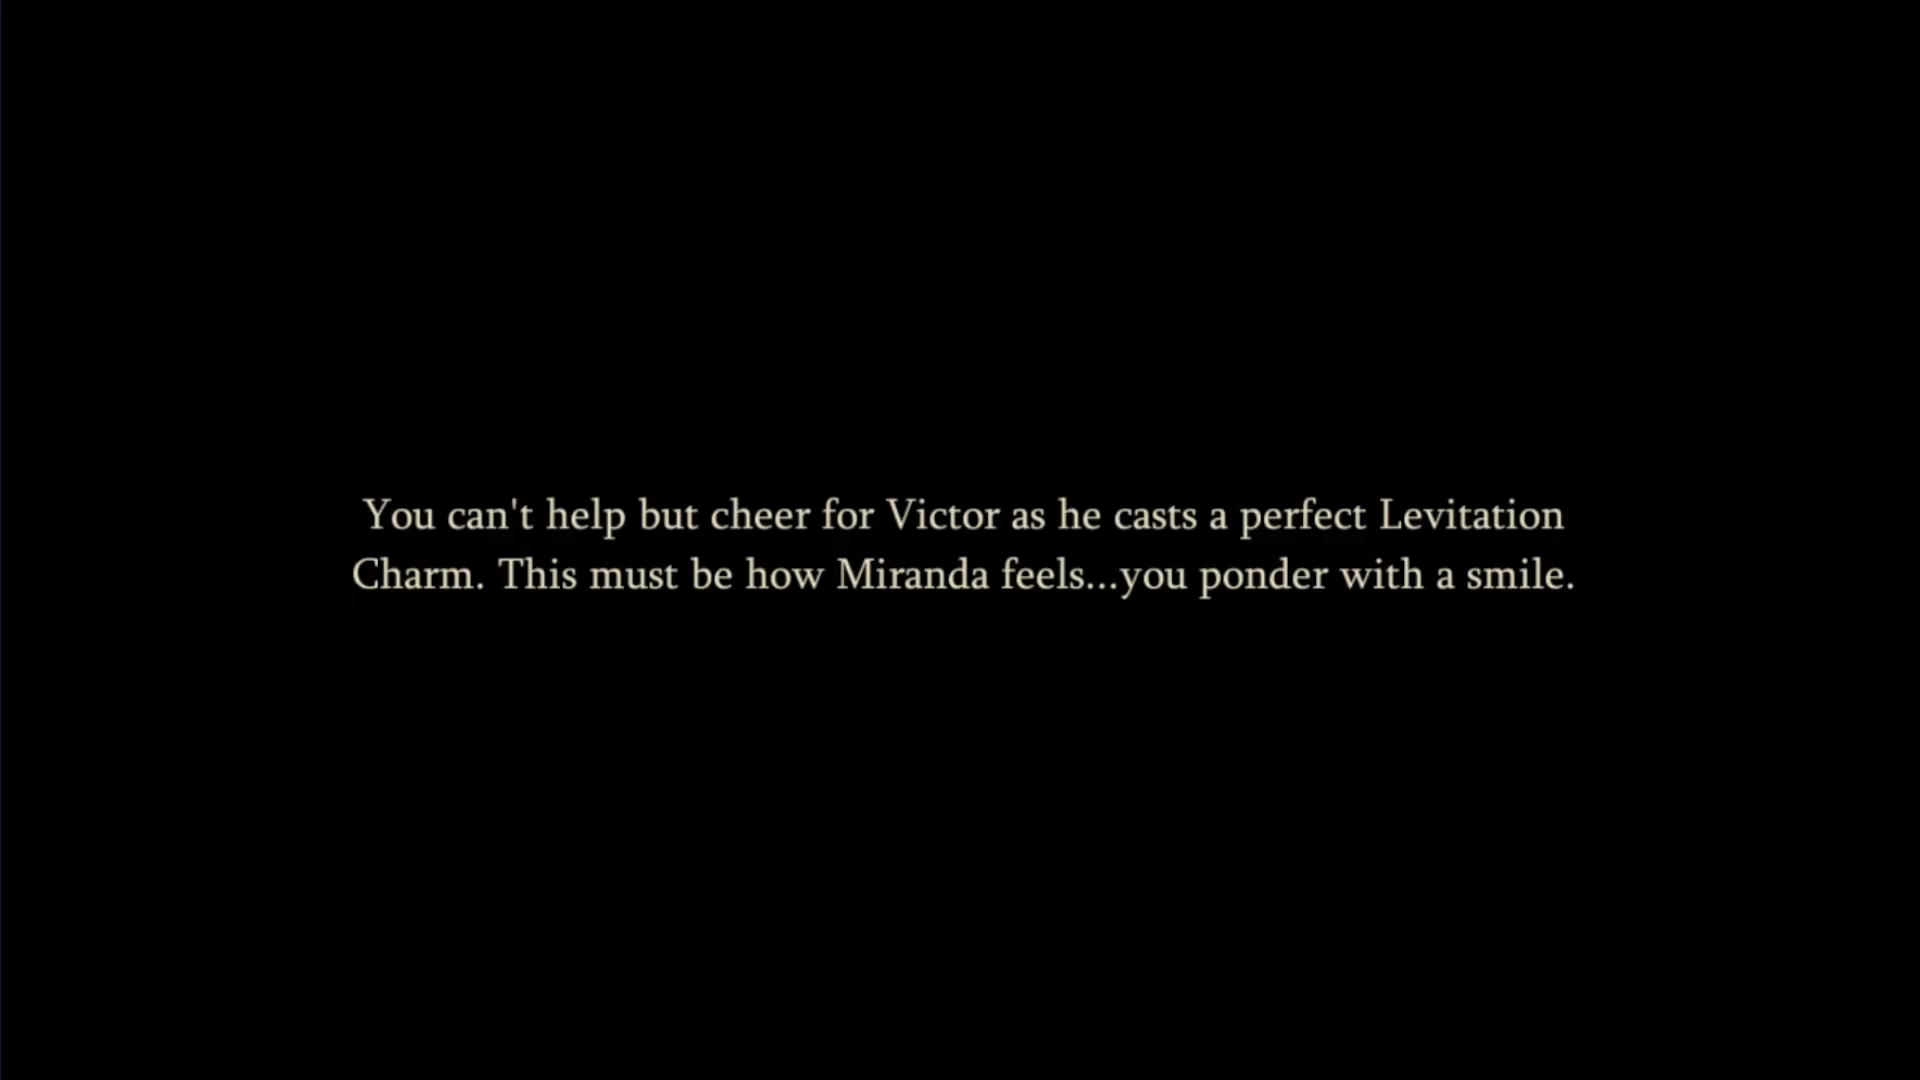 You can't help but cheer for Victor as he casts a perfect Levitation
Charm. This must be how Miranda feels...you ponder with a smile.